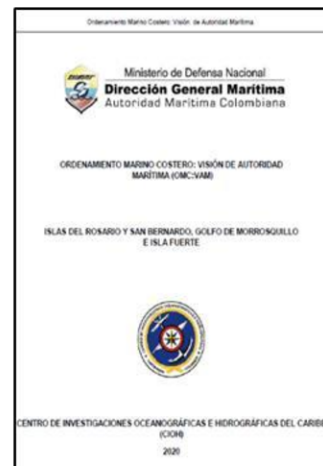 Ordenamiento Marino Costero: Visión de Autoridad Marítima
Ministerio de Defensa Nacional
Dirección General Marítima
Autoridad Marítima Colombiana
ORDENAMIENTO MARINO COSTERO: VISIÓN DE AUTORIDAD
MARÍTIMA (OMC:VAM)
ISLAS DEL ROSARIO Y SAN BERNARDO, GOLFO DE MORROSQUILLO
E ISLA FUERTE
CENTRO DE INVESTIGACIONES OCEANOGRÁFICAS E HIDROGRÁFICAS DEL CARIBE
(CIOH)
2020